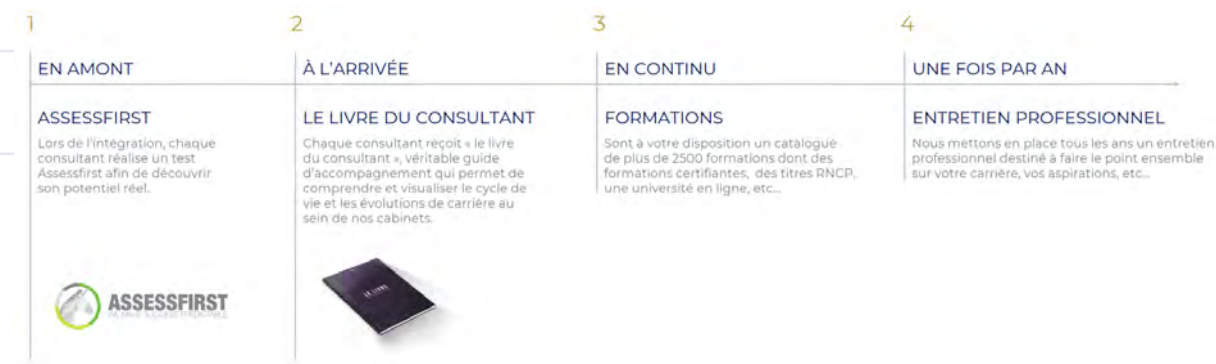 1
EN AMONT
ASSESSFIRST
Lors de l'intégration, chaque
consultant réalise un test
Assessfirst afin de découvrir
son potentiel réel.
ASSESSFIRST
2
À L'ARRIVÉE
LE LIVRE DU CONSULTANT
Chaque consultant reçoit « le livre
du consultant », véritable guide
d'accompagnement qui permet de
comprendre et visualiser le cycle de
vie et les évolutions de carrière au
sein de nos cabinets.
LE LIVRE
3
EN CONTINU
FORMATIONS
Sont à votre disposition un catalogue
de plus de 2500 formations dont des
formations certifiantes, des titres RNCP,
une université en ligne, etc...
4
UNE FOIS PAR AN
ENTRETIEN PROFESSIONNEL
Nous mettons en place tous les ans un entretien
professionnel destiné à faire le point ensemble
sur votre carrière, vos aspirations, etc...